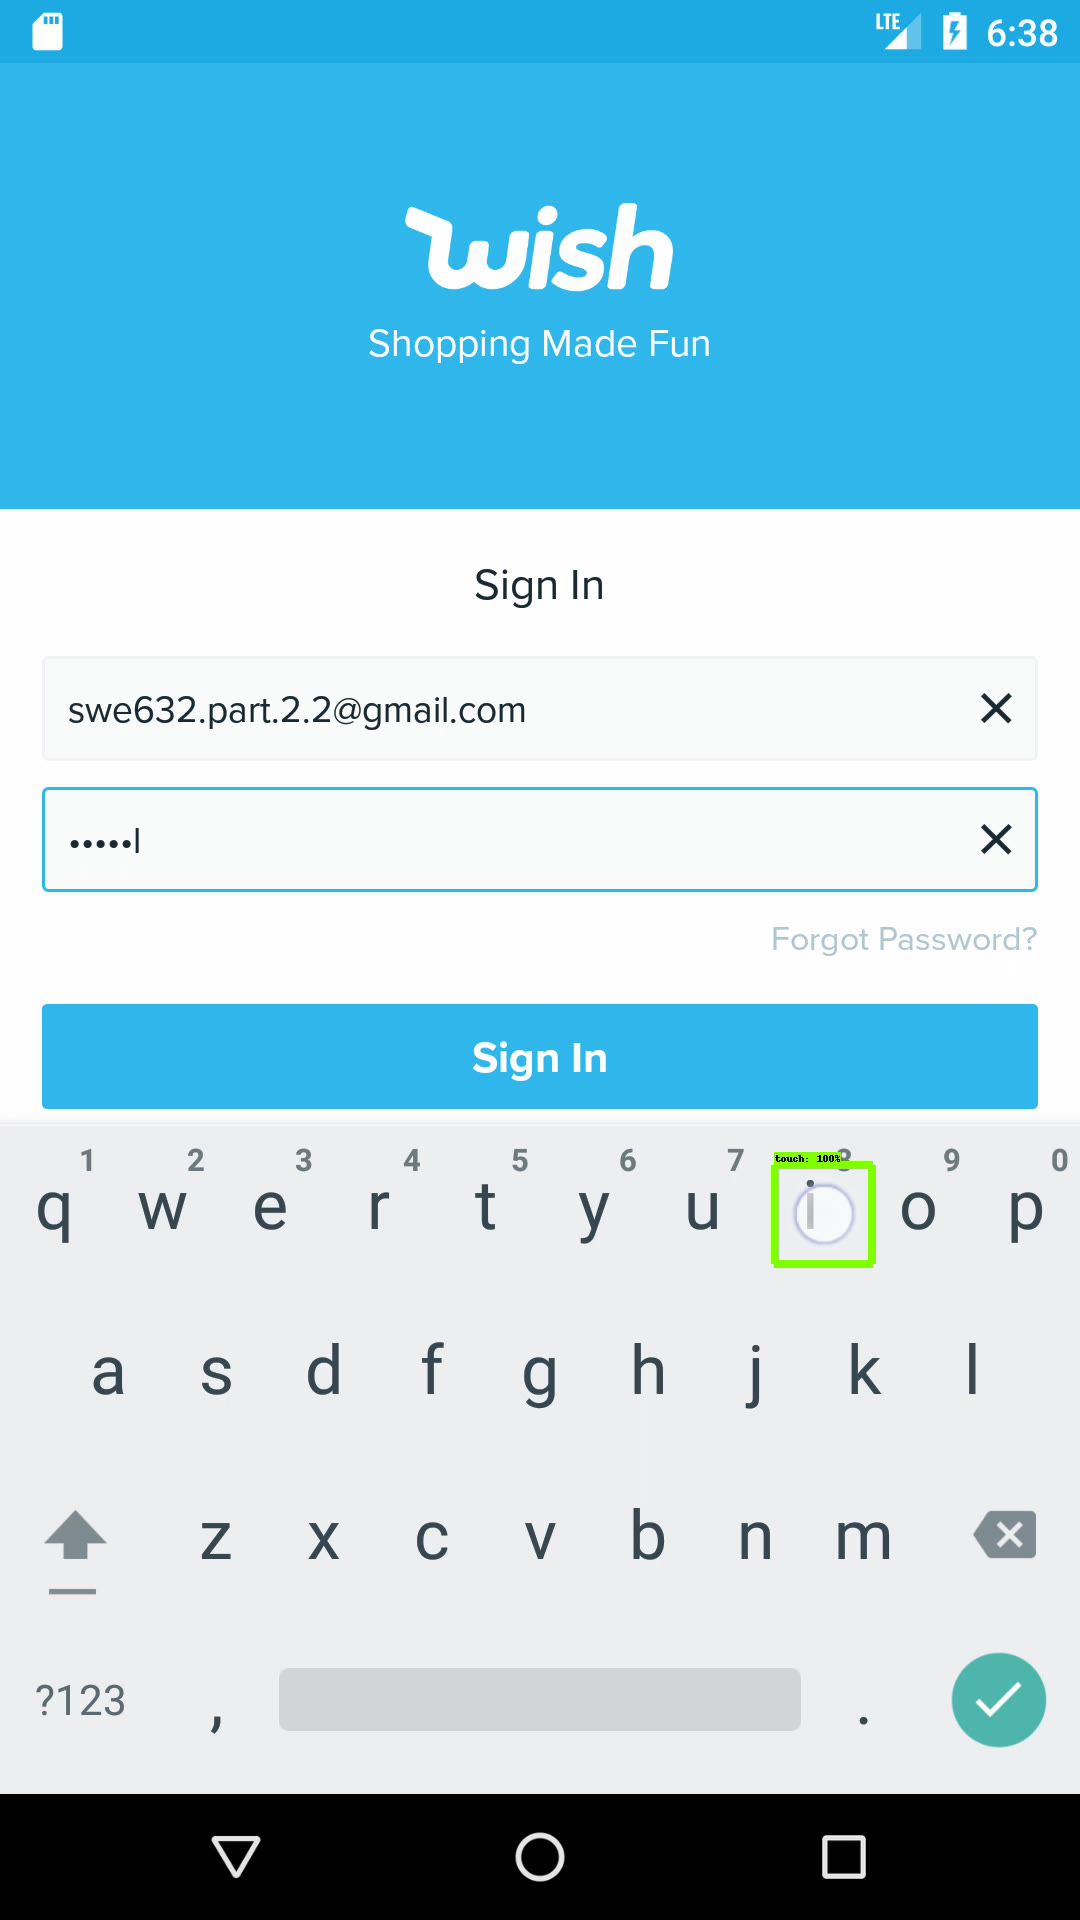 LTE 6:38
wish
Shopping Made Fun
Sign In
swe632.part.2.2@gmail.com
•••••
Forgot Password?
Sign In
1 2 3 4 5 6 7 8 9 0
touch: 100%
q w e r t y u i o p
a s d f g h j k l
z x c v b n m
?123 , .